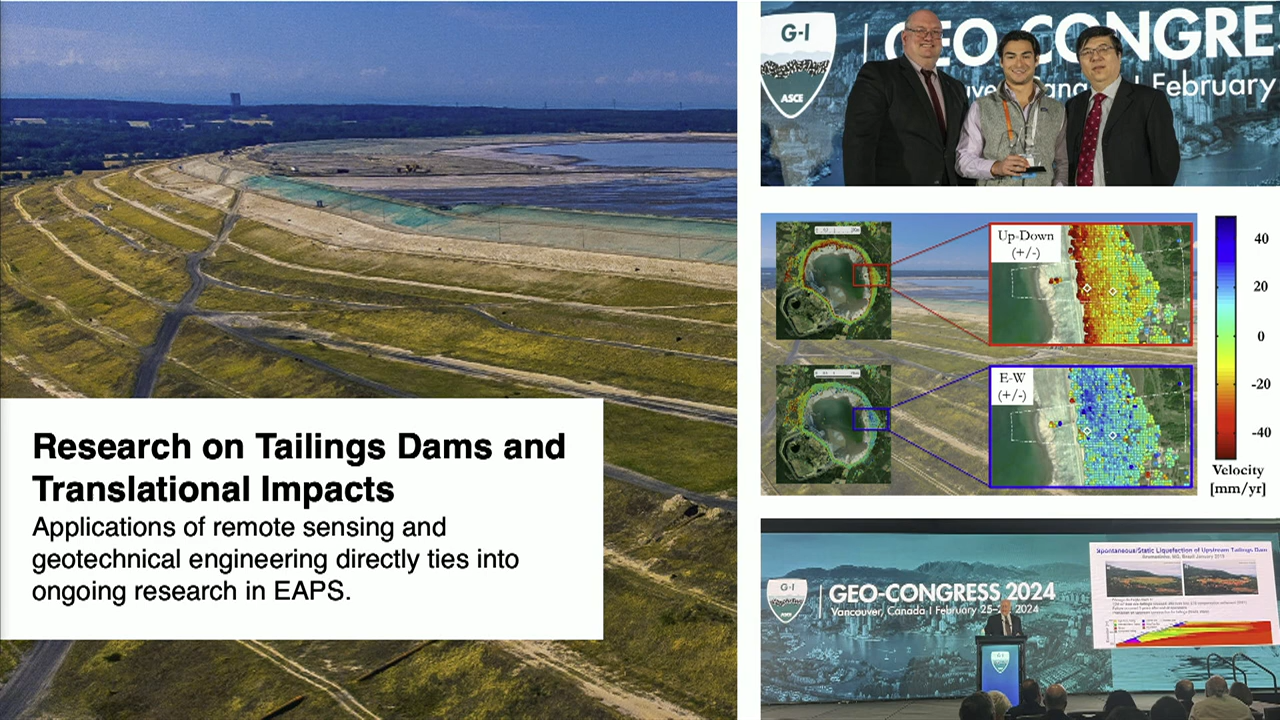 Research on Tailings Dams and
Translational Impacts
Applications of remote sensing and
geotechnical engineering directly ties into
ongoing research in EAPS.
G-I
GEO-CONGRE
ASCE
February
Up-Down
(+/-)
E-W
(+/-)
40
20
0
-20
-40
Velocity
[mm/yr]
G-I
GEO-CONGRESS 2024
Vancouver, Canada | February 25-2 , 2024
Spontaneous/Static Liquefaction of Upstream Tailings Dam